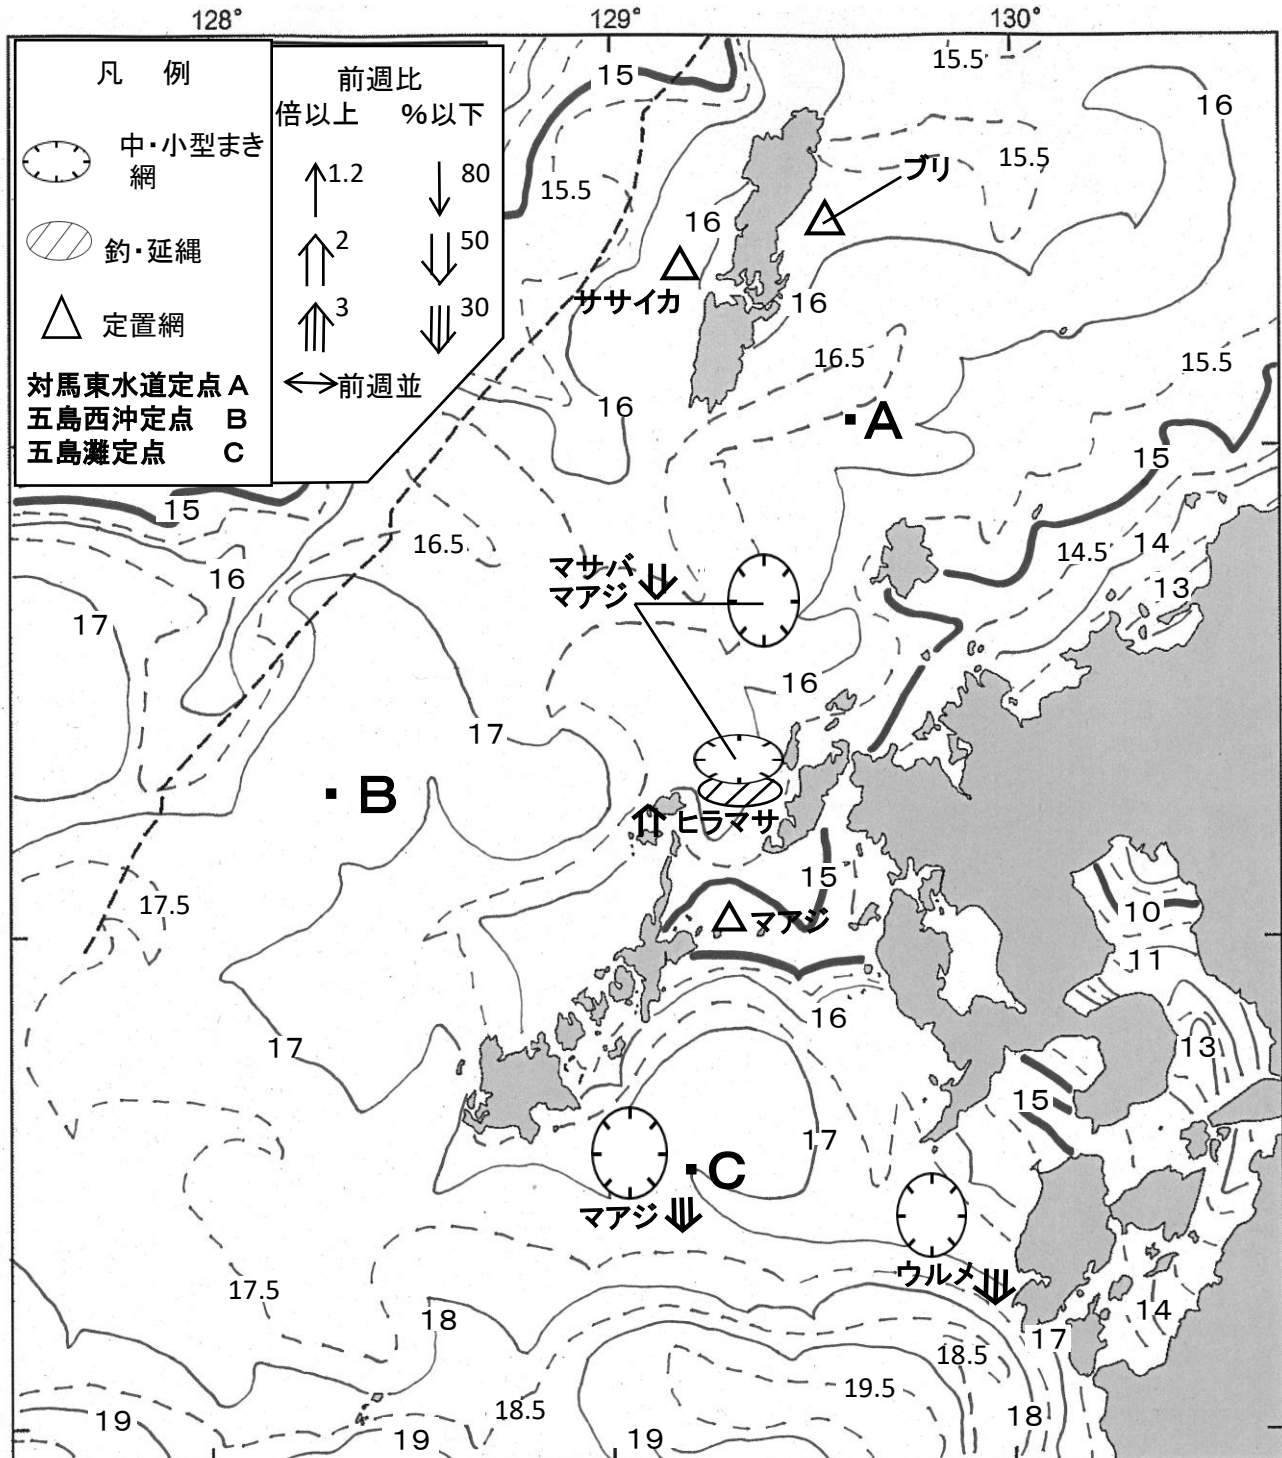 128°
129°
130°
凡 例
中・小型まき
網
釣・延縄
定置網
対馬東水道定点 A
五島西沖定点 B
五島灘定点 C
前週比
倍以上 %以下
1.2 80
2 50
3 30
前週並
15
15.5
16
15.5
15.5
ブリ
16
ササイカ
16
16.5
15.5
16
A
15
15
16.5
14.5
14
13
マサバ
マアジ
16
17
16
17
B
ヒラマサ
15
マアジ
17.5
10
11
16
13
17
15
17
C
マアジ
ウルメ
17.5
18
14
17
18.5
19.5
18.5
18
19
19
19